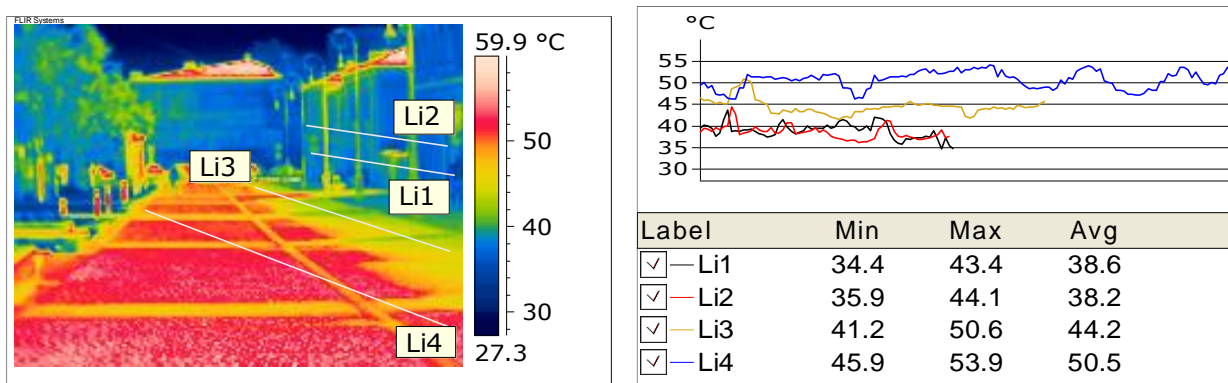 FLIR Systems
59.9 °C
50
40
30
27.3
Li2
Li3
Li1
Li4
°C
55
50
45
40
35
30
Label Min Max Avg
Li1 34.4 43.4 38.6
Li2 35.9 44.1 38.2
Li3 41.2 50.6 44.2
Li4 45.9 53.9 50.5